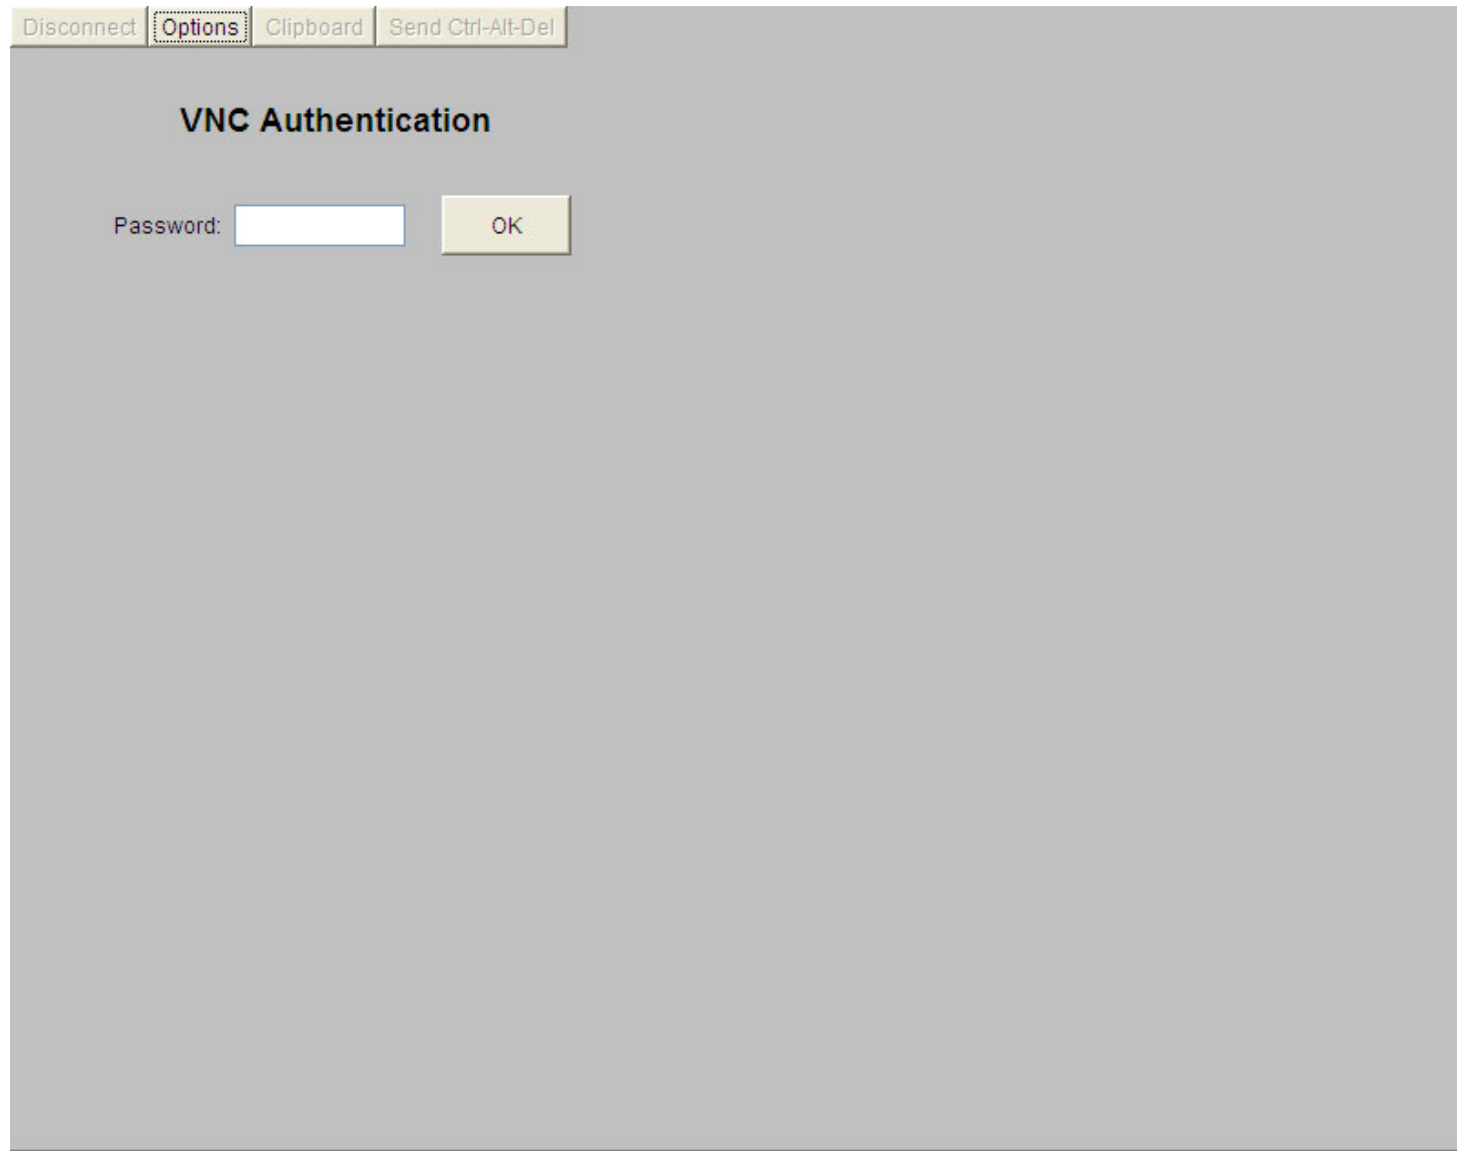 Disconnect Options Clipboard Send Ctrl-Alt-Del
VNC Authentication
Password: OK